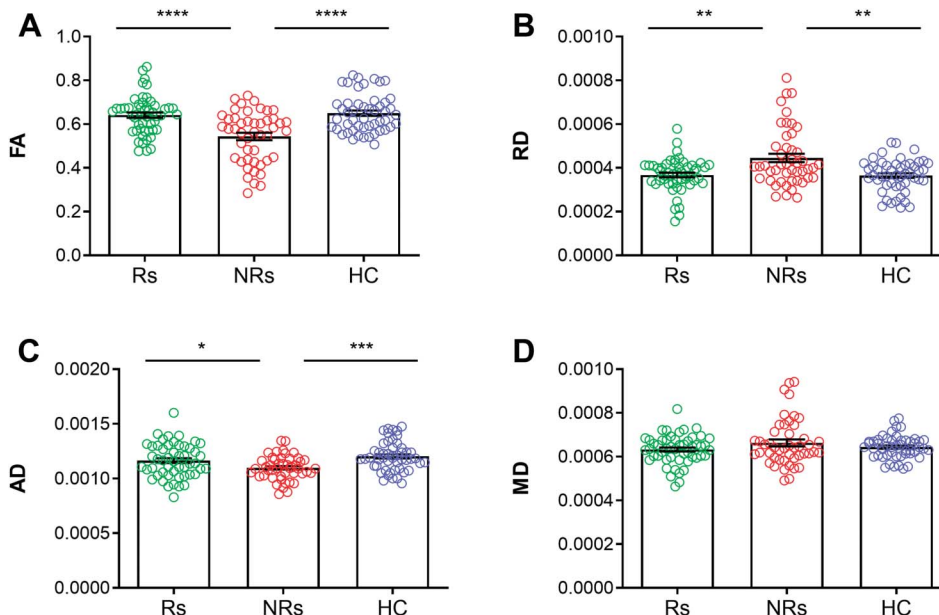 A
**** ****
FA
1.0
0.8
0.6
0.4
0.2
0.0
Rs NRs HC
B
** **
RD
0.0010
0.0008
0.0006
0.0004
0.0002
0.0000
Rs NRs HC
C
* ***
AD
0.0020
0.0015
0.0010
0.0005
0.0000
Rs NRs HC
D
MD
0.0010
0.0008
0.0006
0.0004
0.0002
0.0000
Rs NRs HC